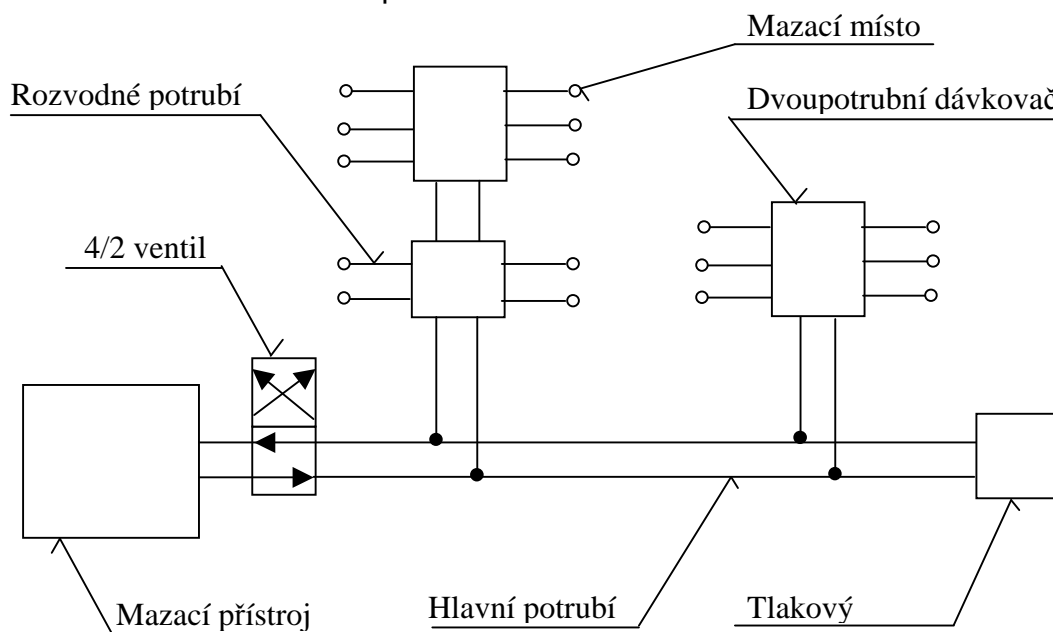 Mazací místo
Rozvodné potrubí
Dvoupotrubní dávkovač
4/2 ventil
Mazací přístroj
Hlavní potrubí
Tlakový